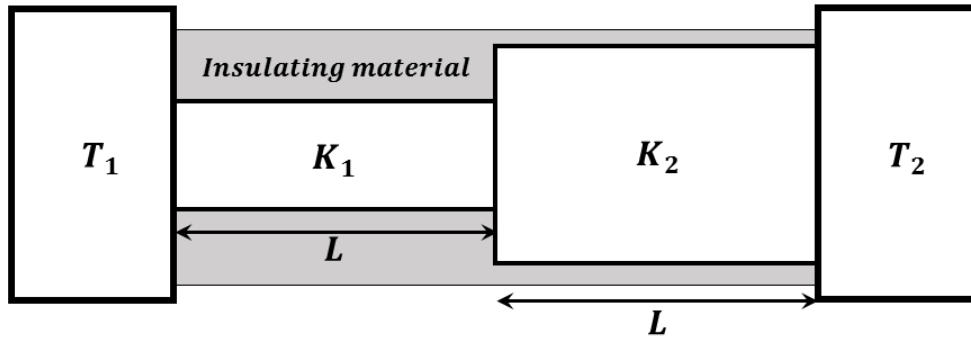 Insulating material
T₁
K₁
K₂
T₂
L
L